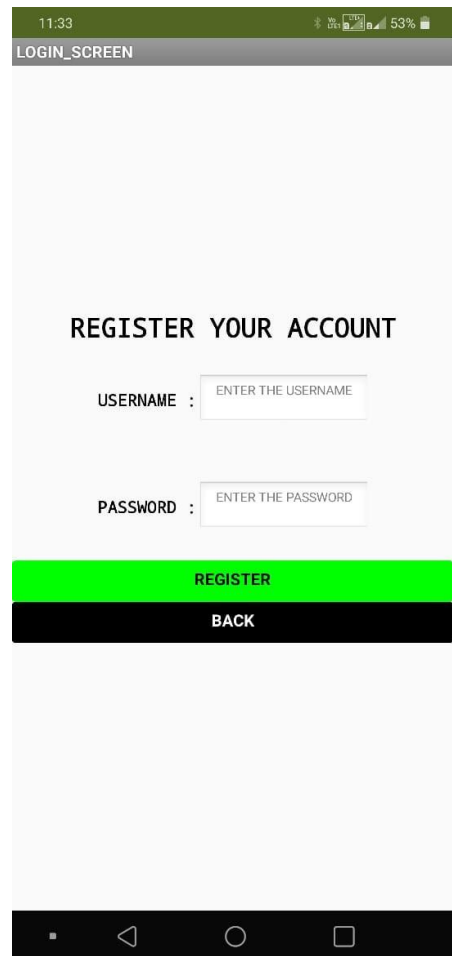 11:33
53%
LOGIN_SCREEN
REGISTER YOUR ACCOUNT
USERNAME :
ENTER THE USERNAME
PASSWORD :
ENTER THE PASSWORD
REGISTER
BACK